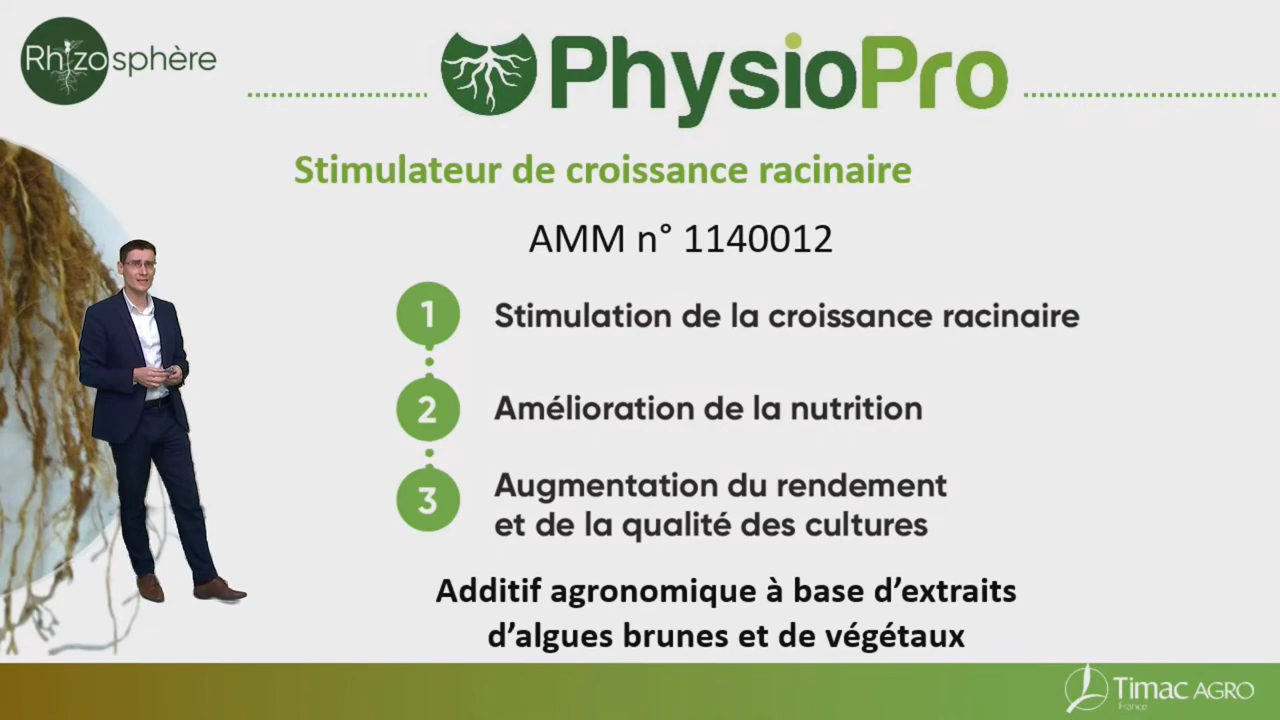 Rhizosphère
PhysioPro
Stimulateur de croissance racinaire
AMM n° 1140012
1 Stimulation de la croissance racinaire
2 Amélioration de la nutrition
3 Augmentation du rendement
et de la qualité des cultures
Additif agronomique à base d’extraits
d’algues brunes et de végétaux
Timac AGRO
France